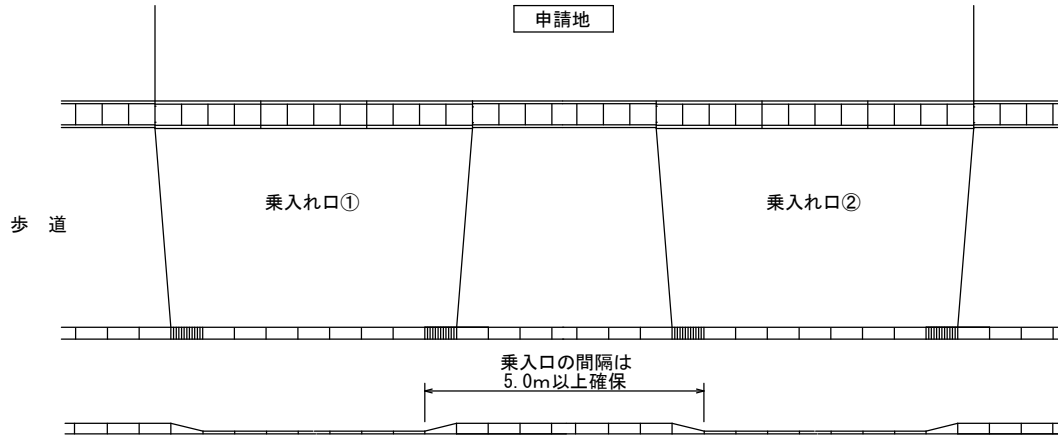 申請地
乗入れ口①
乗入れ口②
歩 道
乗入口の間隔は
5.0m以上確保